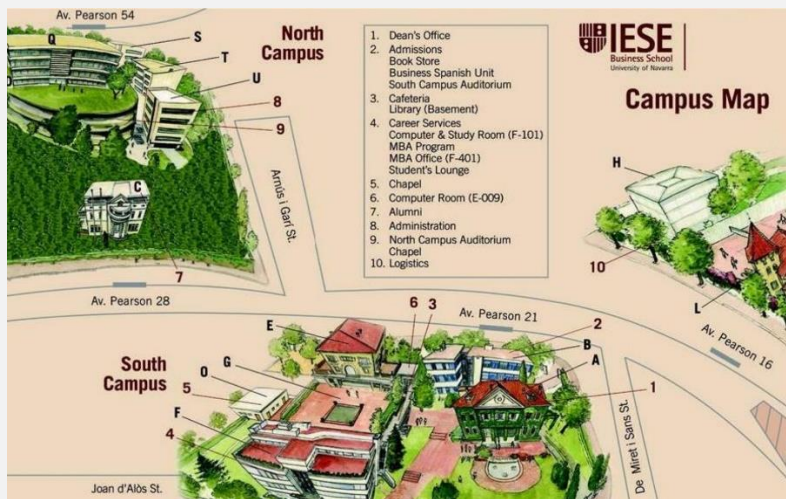 Av. Pearson 54
North
Campus
Q
S
T
U
8
9
C
7
Arnús i Garí St.
Av. Pearson 28
1. Dean's Office
2. Admissions
Book Store
Business Spanish Unit
South Campus Auditorium
3. Cafeteria
Library (Basement)
4. Career Services
Computer & Study Room (F-101)
MBA Program
MBA Office (F-401)
Student's Lounge
5. Chapel
6. Computer Room (E-009)
7. Alumni
8. Administration
9. North Campus Auditorium
Chapel
10. Logistics
IESE
Business School
University of Navarra
Campus Map
H
10
L
Av. Pearson 16
Av. Pearson 21
6 3
2
B
A
1
E
G
South
Campus
O
5
F
4
De Miret i Sans St.
Joan d'Alòs St.